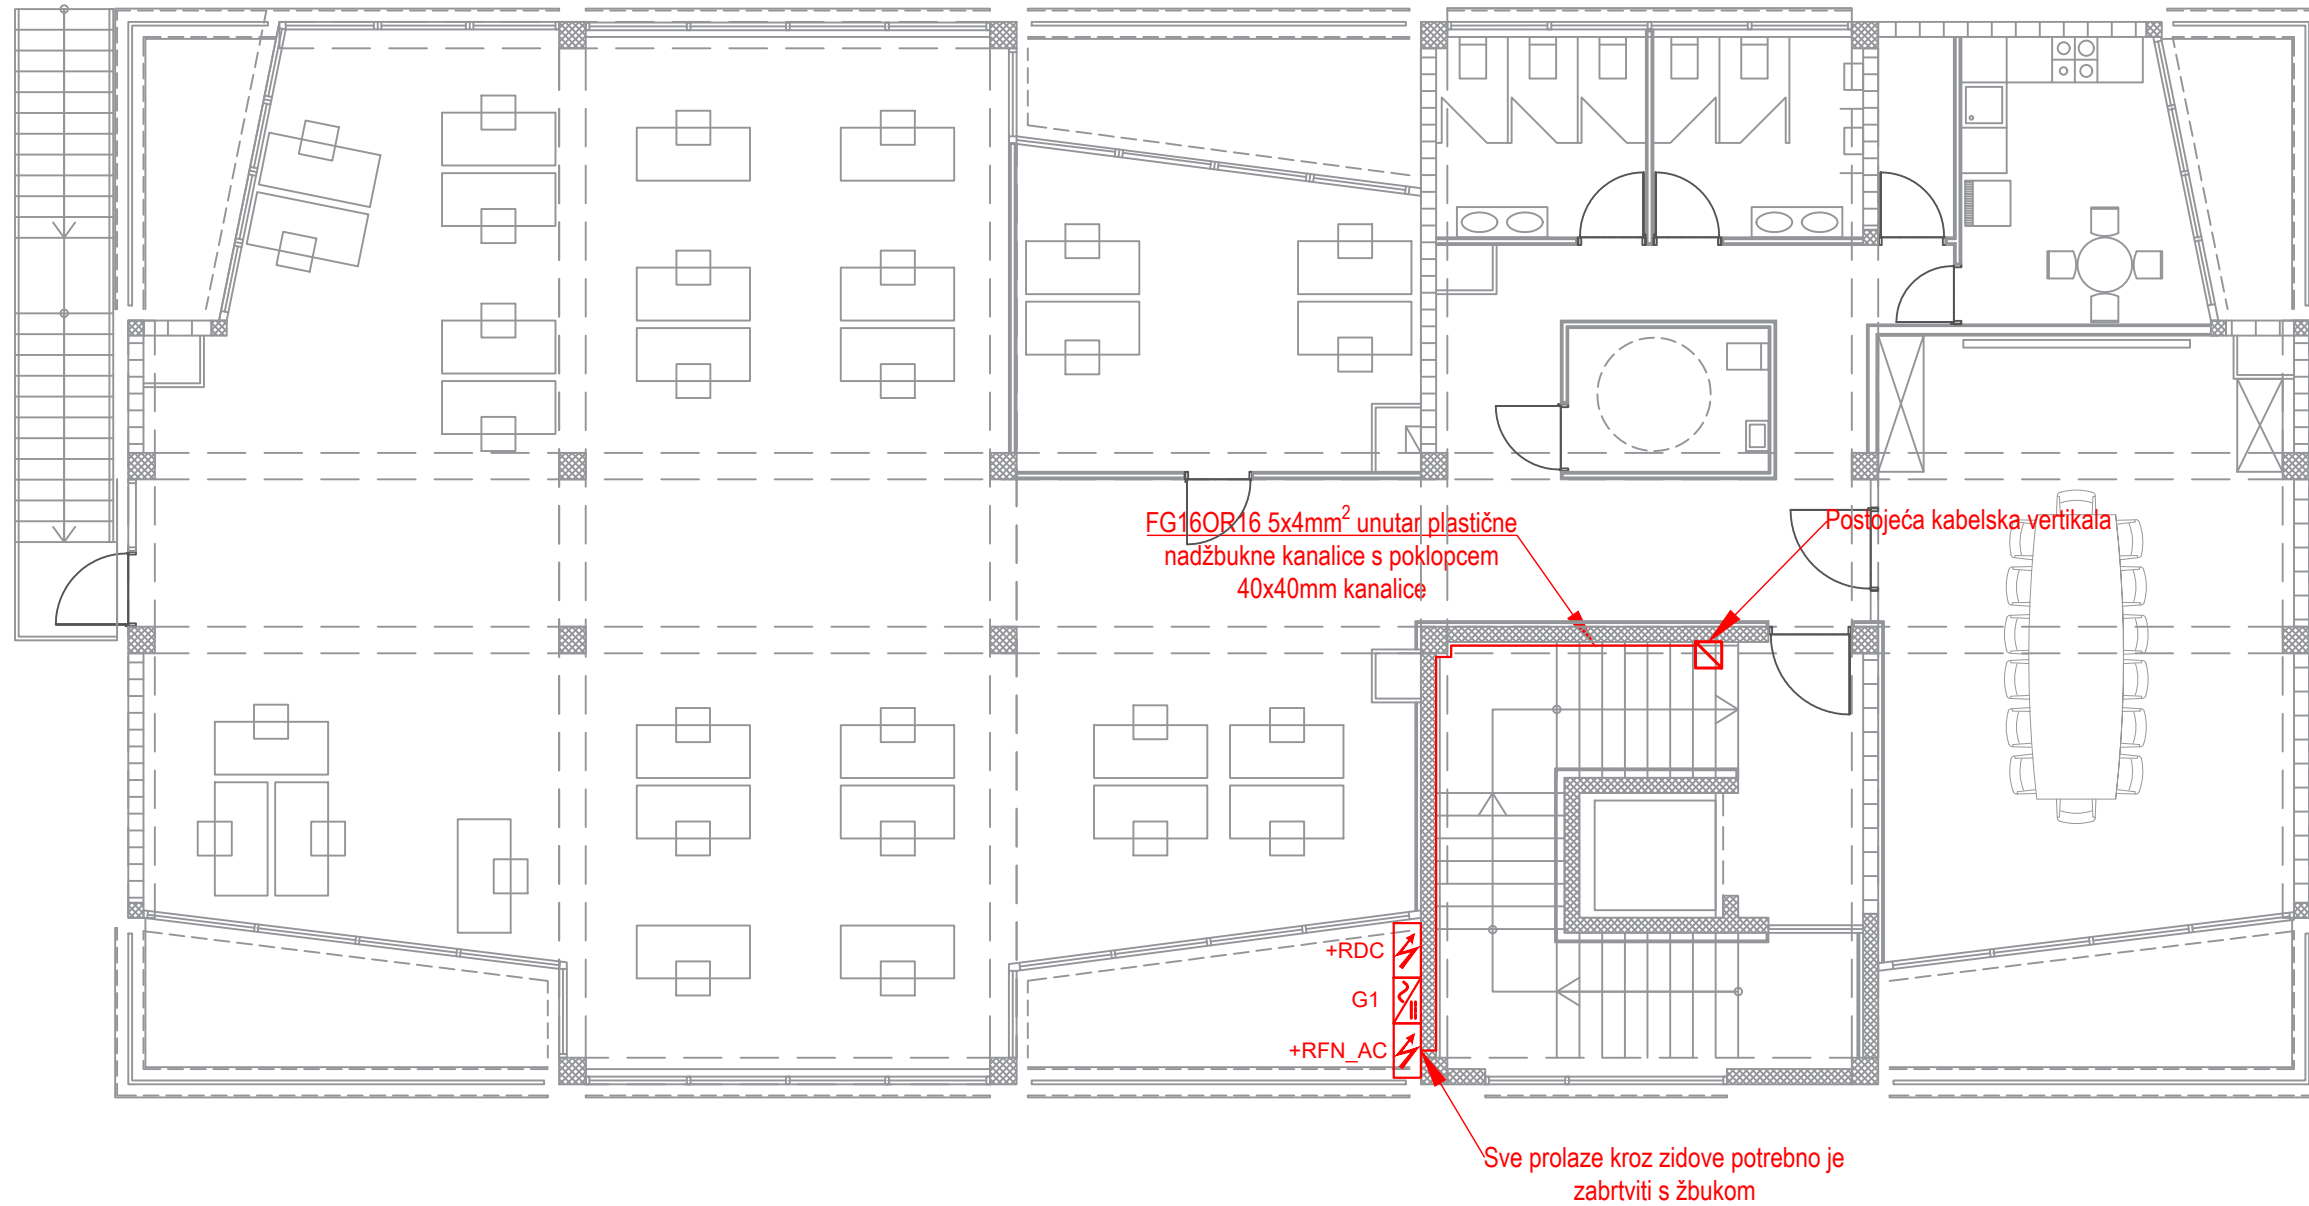 FG16OR16 5x4mm² unutar plastične
nadžbukne kanalice s poklopcem
40x40mm kanalice
Postojeća kabelska vertikala
+RDC
G1
+RFN_AC
Sve prolaze kroz zidove potrebno je
zabrtviti s žbukom